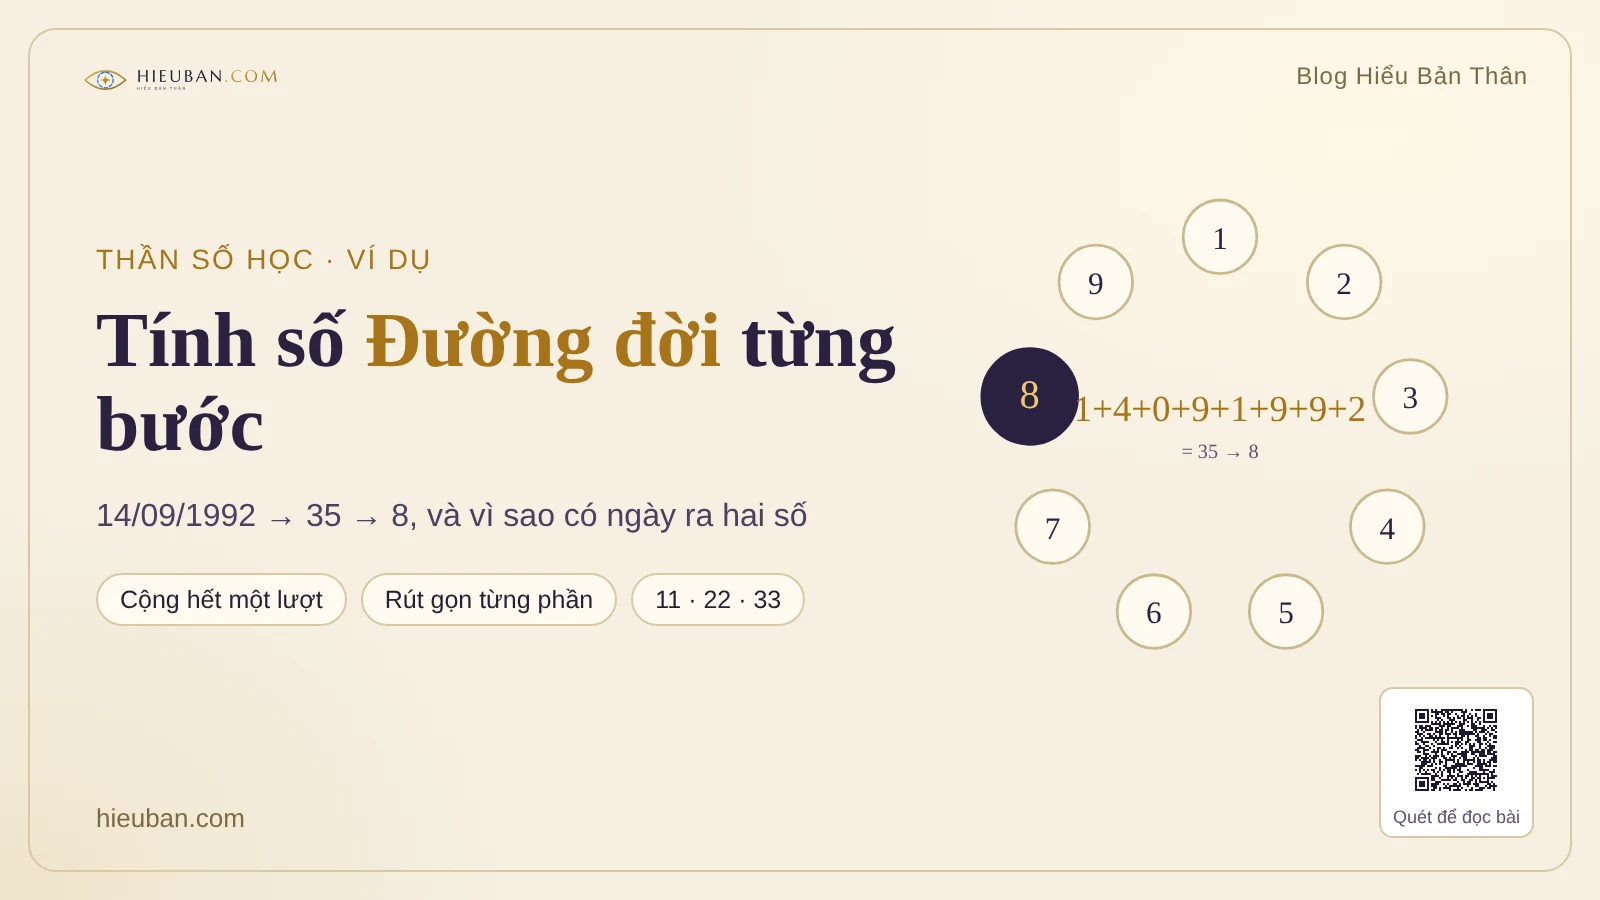 HIEUBAN.COM
HIỂU BẢN THÂN
Blog Hiểu Bản Thân
THẦN SỐ HỌC · VÍ DỤ
Tính số Đường đời từng
bước
14/09/1992 → 35 → 8, và vì sao có ngày ra hai số
Cộng hết một lượt
Rút gọn từng phần
11 · 22 · 33
1
2
3
4
5
6
7
8
9
1+4+0+9+1+9+9+2
= 35 → 8
hieuban.com
Quét để đọc bài